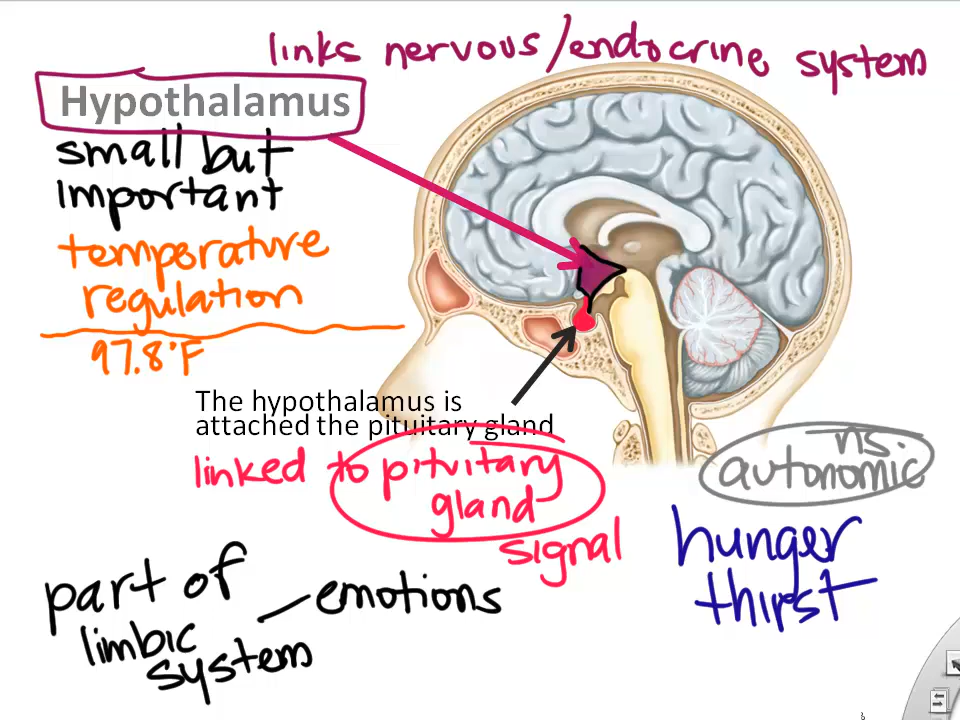 links nervous/endocrine system
Hypothalamus
small but
important
temperature
regulation
97.8°F
The hypothalamus is
attached the pituitary gland
linked to pituitary
gland
signal
ns.
autonomic
hunger
thirst
part of
limbic
system
emotions